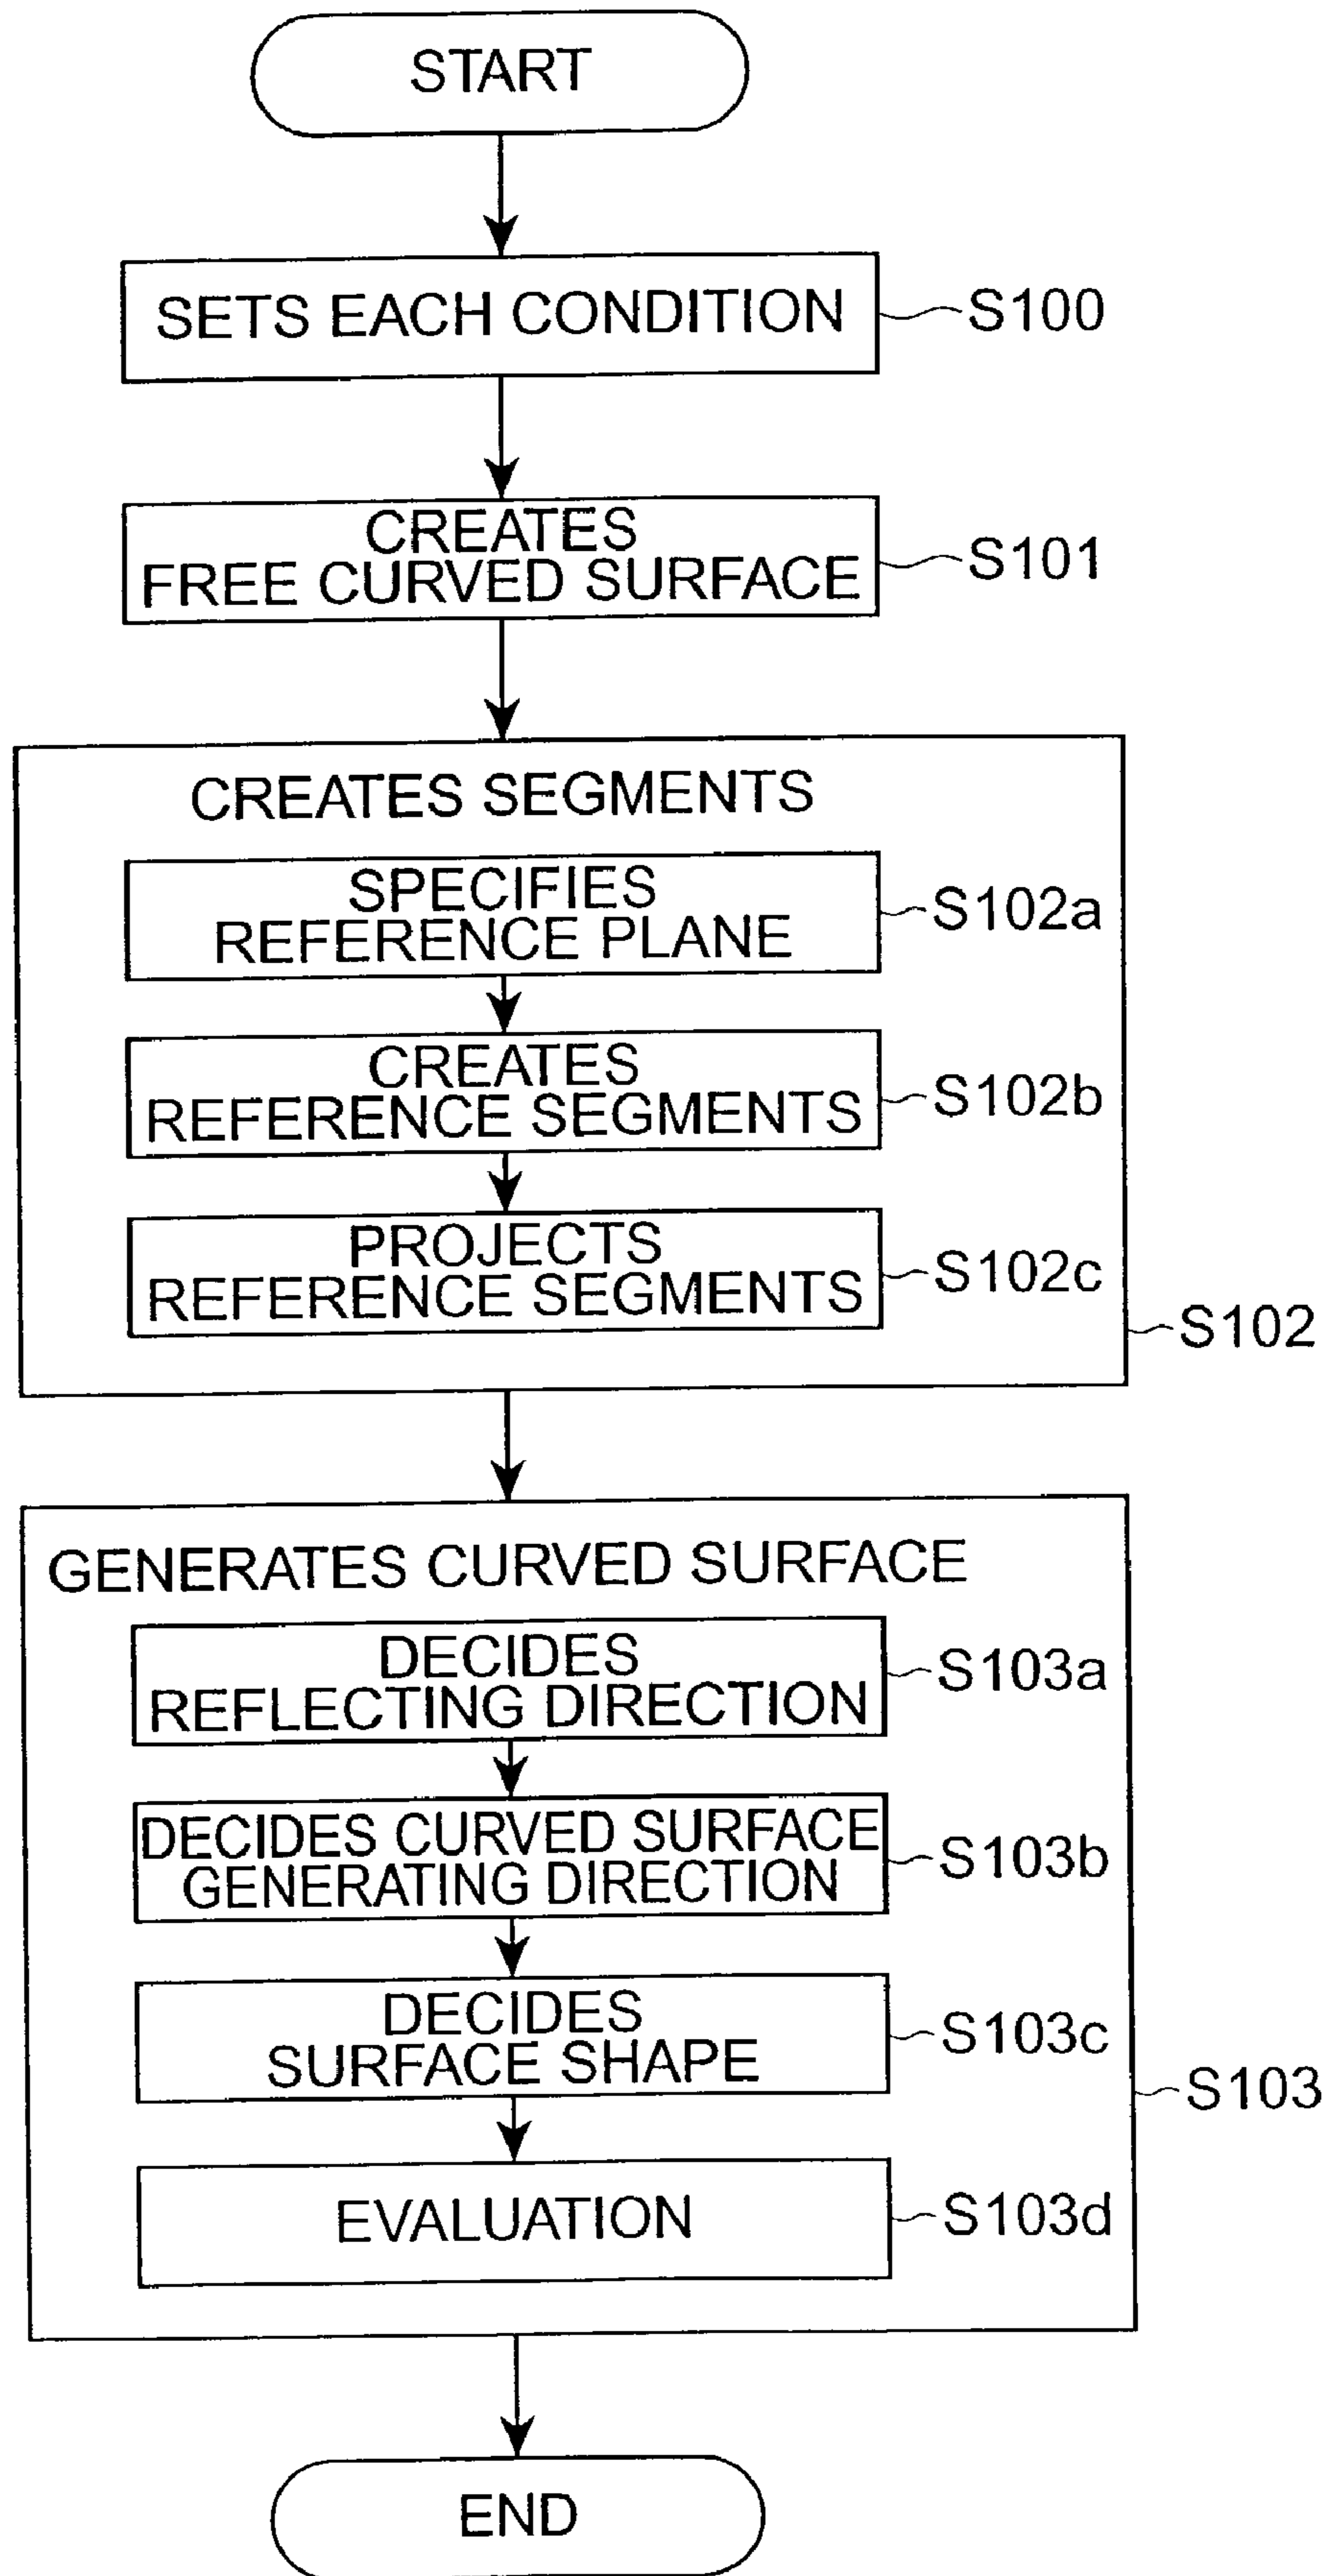 START
SETS EACH CONDITION
S100
CREATES
FREE CURVED SURFACE
S101
CREATES SEGMENTS
SPECIFIES
REFERENCE PLANE
S102a
CREATES
REFERENCE SEGMENTS
S102b
PROJECTS
REFERENCE SEGMENTS
S102c
S102
GENERATES CURVED SURFACE
DECIDES
REFLECTING DIRECTION
S103a
DECIDES CURVED SURFACE
GENERATING DIRECTION
S103b
DECIDES
SURFACE SHAPE
S103c
S103
EVALUATION
S103d
END